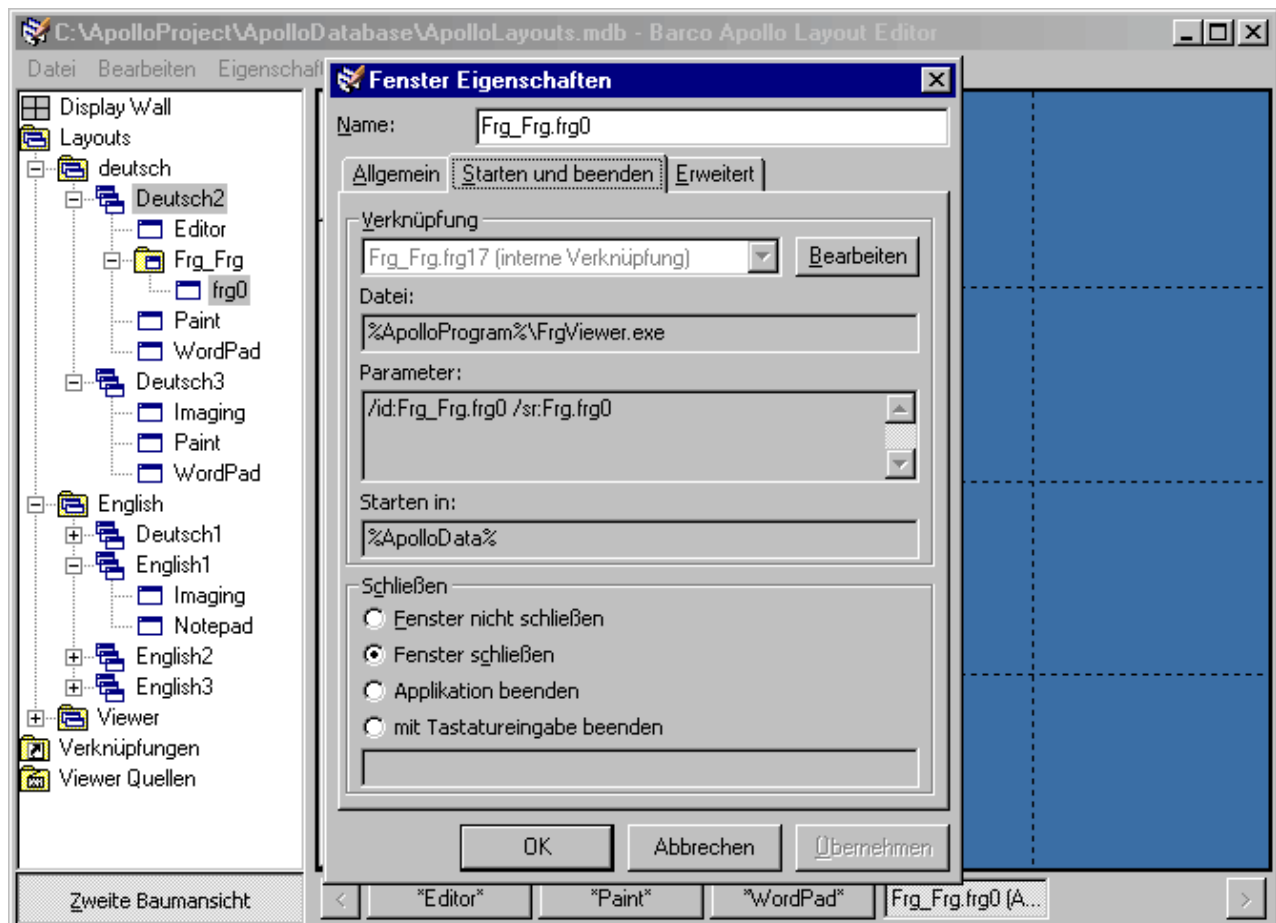 C:\ApolloProject\ApolloDatabase\ApolloLayouts.mdb - Barco Apollo Layout Editor
Datei Bearbeiten Eigenschaf
Display Wall
Layouts
deutsch
Deutsch2
Editor
Frg_Frg
frg0
Paint
WordPad
Deutsch3
Imaging
Paint
WordPad
English
Deutsch1
English1
Imaging
Notepad
English2
English3
Viewer
Verknüpfungen
Viewer Quellen
Zweite Baumansicht
Fenster Eigenschaften
Name: Frg_Frg.frg0
Allgemein Starten und beenden Erweitert
Verknüpfung
Frg_Frg.frg17 (interne Verknüpfung) Bearbeiten
Datei:
%ApolloProgram%\FrgViewer.exe
Parameter:
/id:Frg_Frg.frg0 /sr:Frg.frg0
Starten in:
%ApolloData%
Schließen
Fenster nicht schließen
Fenster schließen
Applikation beenden
mit Tastatureingabe beenden
OK Abbrechen Übernehmen
< *Editor* *Paint* *WordPad* Frg_Frg.frg0 (A... >